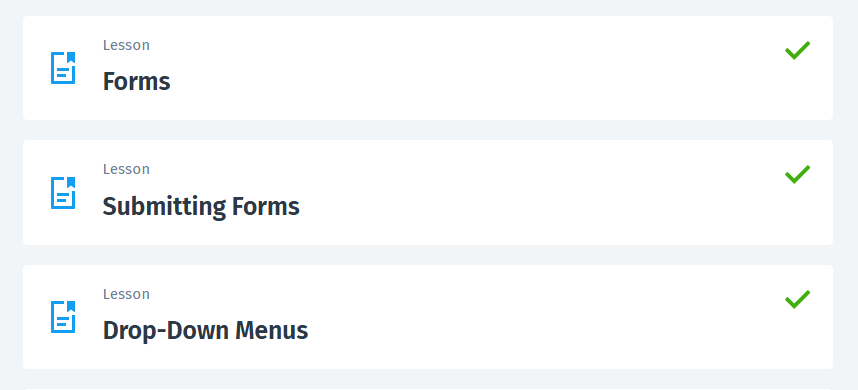 Lesson
Forms
Lesson
Submitting Forms
Lesson
Drop-Down Menus